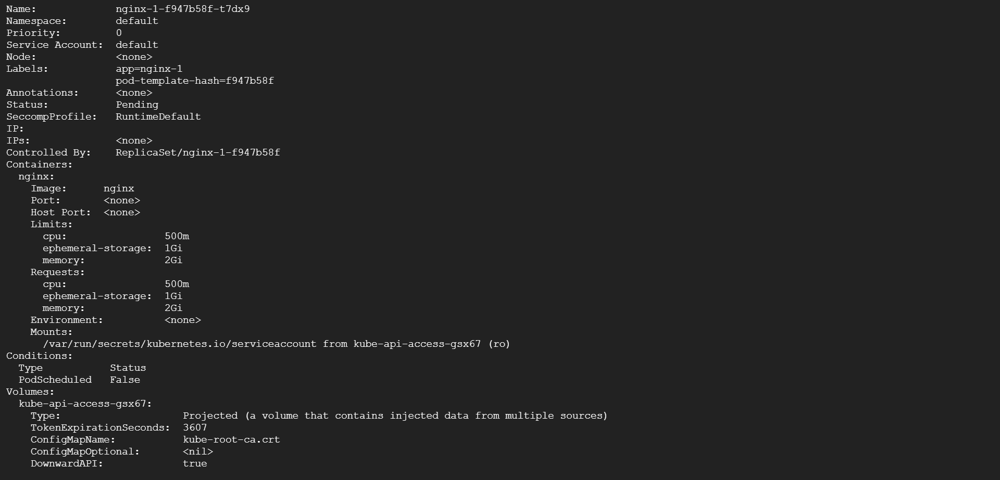 Name:             nginx-1-f947b58f-t7dx9
Namespace:        default
Priority:         0
Service Account:  default
Node:             <none>
Labels:           app=nginx-1
                  pod-template-hash=f947b58f
Annotations:      <none>
Status:           Pending
SeccompProfile:   RuntimeDefault
IP:
IPs:              <none>
Controlled By:    ReplicaSet/nginx-1-f947b58f
Containers:
  nginx:
    Image:      nginx
    Port:       <none>
    Host Port:  <none>
    Limits:
      cpu:                500m
      ephemeral-storage:  1Gi
      memory:             2Gi
    Requests:
      cpu:                500m
      ephemeral-storage:  1Gi
      memory:             2Gi
    Environment:          <none>
    Mounts:
      /var/run/secrets/kubernetes.io/serviceaccount from kube-api-access-gsx67 (ro)
Conditions:
  Type           Status
  PodScheduled   False
Volumes:
  kube-api-access-gsx67:
    Type:                    Projected (a volume that contains injected data from multiple sources)
    TokenExpirationSeconds:  3607
    ConfigMapName:           kube-root-ca.crt
    ConfigMapOptional:       <nil>
    DownwardAPI:             true